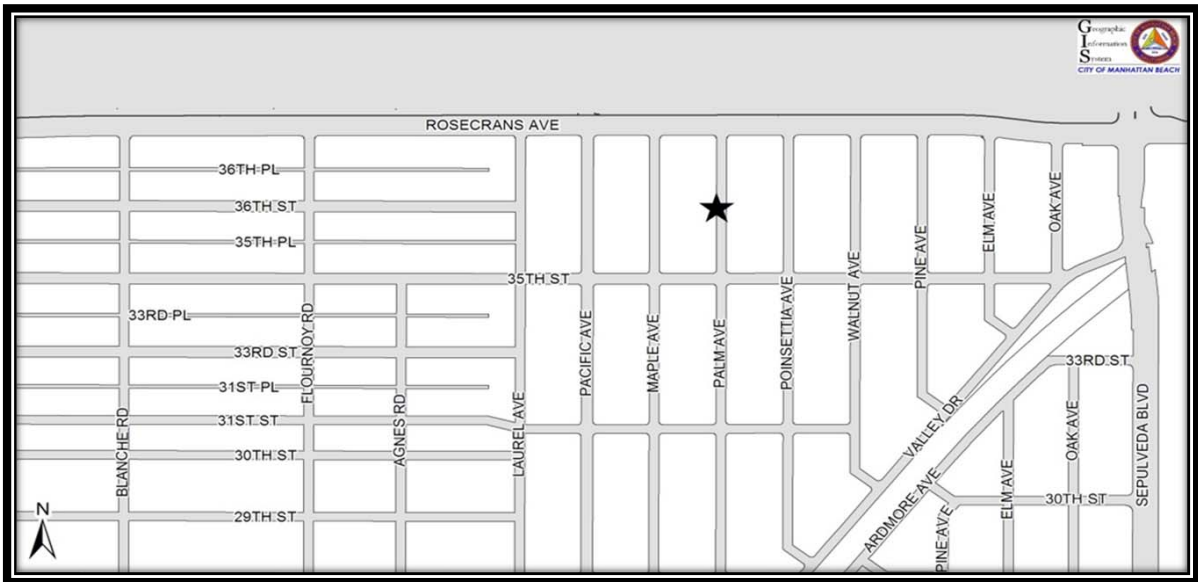 Geographic
Information
Systems
CITY OF MANHATTAN BEACH
ROSECRANS AVE
36TH PL
36TH ST
35TH PL
35TH ST
33RD PL
33RD ST
31ST PL
31ST ST
30TH ST
29TH ST
BLANCHE RD
FLOURNOY RD
AGNES RD
LAUREL AVE
PACIFIC AVE
MAPLE AVE
PALM AVE
POINSETTIA AVE
WALNUT AVE
PINE AVE
ELM AVE
OAK AVE
VALLEY DR
ARDMORE AVE
33RD ST
PINE AVE
ELM AVE
OAK AVE
30TH ST
SEPULVEDA BLVD
N